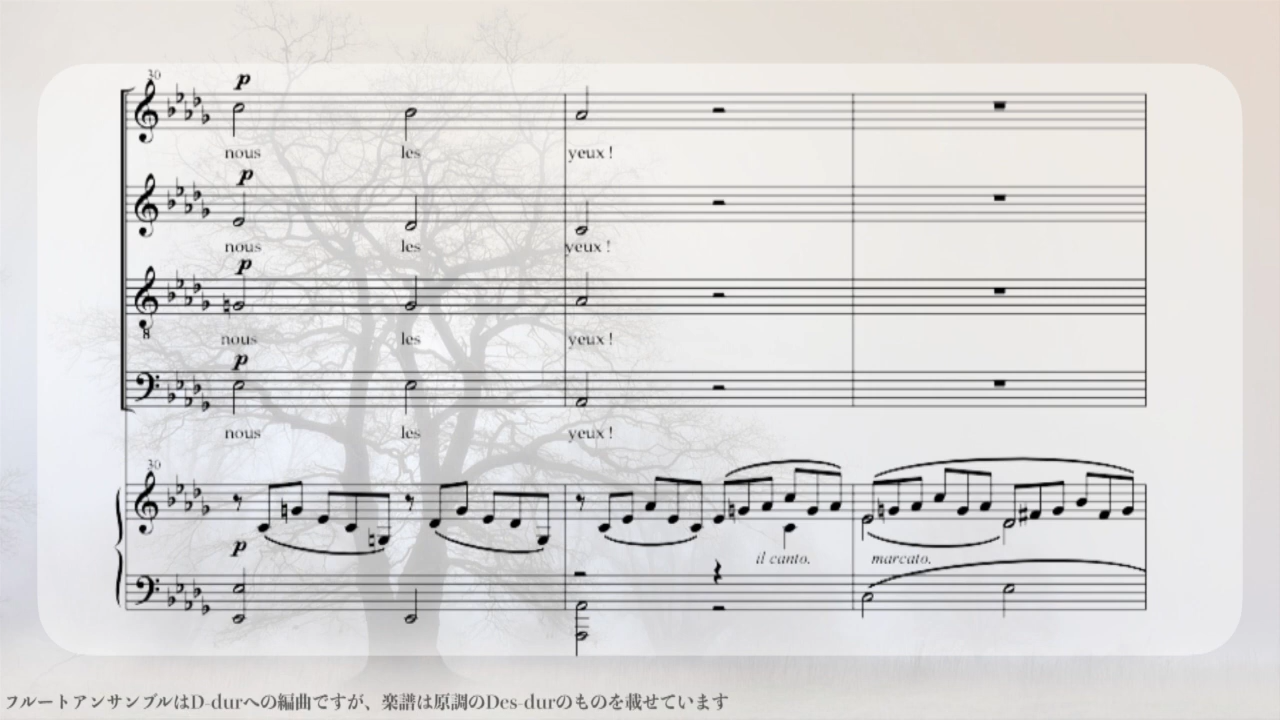 30
p
nous les yeux !
p
nous les yeux !
p
8
nous les yeux !
p
nous les yeux !
30
p
il canto. marcato.
フルートアンサンブルはD-durへの編曲ですが、楽譜は原調のDes-durのものを載せています